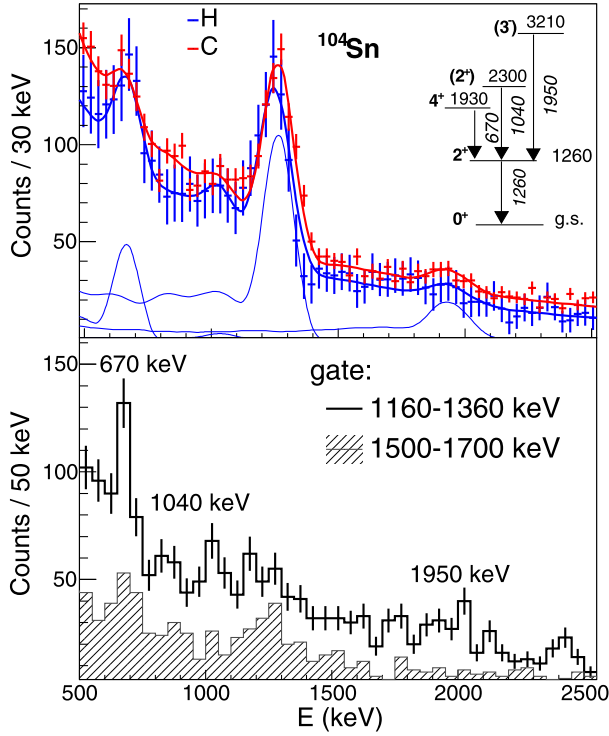 H
C
¹⁰⁴Sn
(3⁻) 3210
(2⁺) 2300
4⁺ 1930
670
1040
1950
2⁺ 1260
1260
0⁺ g.s.
150
100
50
Counts / 30 keV
gate:
1160-1360 keV
1500-1700 keV
670 keV
1040 keV
1950 keV
150
100
50
Counts / 50 keV
500 1000 1500 2000 2500
E (keV)